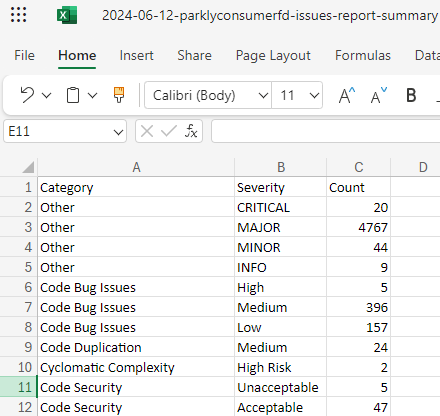 2024-06-12-parklyconsumerfd-issues-report-summary
File Home Insert Share Page Layout Formulas Data
Calibri (Body) 11 A A B
E11 fx
A B C D
1 Category Severity Count
2 Other CRITICAL 20
3 Other MAJOR 4767
4 Other MINOR 44
5 Other INFO 9
6 Code Bug Issues High 5
7 Code Bug Issues Medium 396
8 Code Bug Issues Low 157
9 Code Duplication Medium 24
10 Cyclomatic Complexity High Risk 2
11 Code Security Unacceptable 5
12 Code Security Acceptable 47